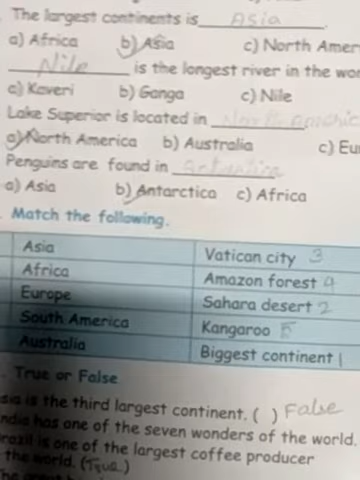 The largest continents is Asia.
a) Africa b) Asia c) North Amer
Nile is the longest river in the wor
a) Kaveri b) Ganga c) Nile
Lake Superior is located in North
a) North America b) Australia c) Eu
Penguins are found in
a) Asia b) Antarctica c) Africa
. Match the following.
Asia Vatican city 3
Africa Amazon forest 4
Europe Sahara desert 2
South America Kangaroo 5
Australia Biggest continent 1
. True or False
sia is the third largest continent. ( ) False
ndia has one of the seven wonders of the world.
razil is one of the largest coffee producer
the world. (True)